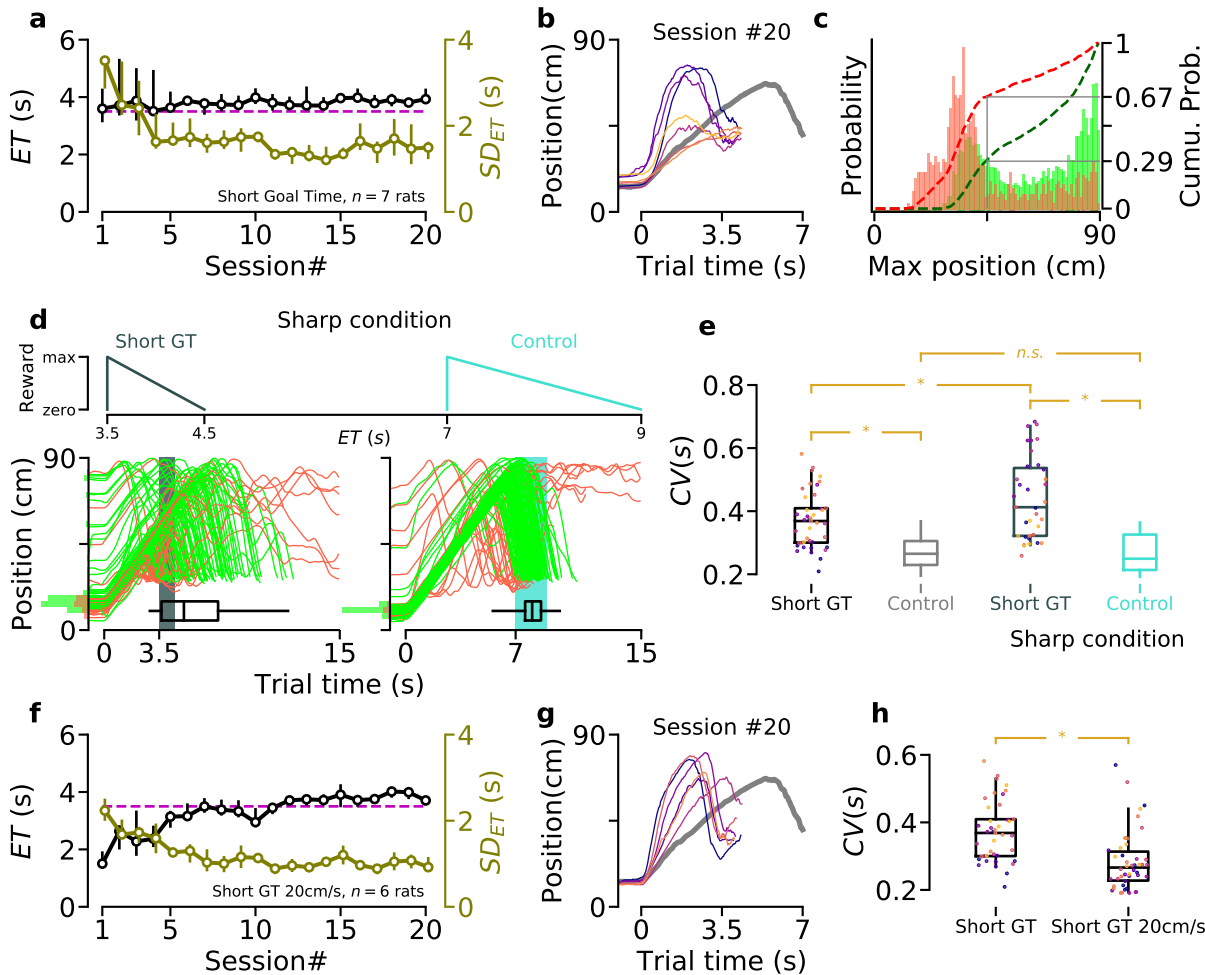 a
6
4
2
0
ET (s)
4
2
0
SD_ET (s)
Short Goal Time, n = 7 rats
1 5 10 15 20
Session#
b
Session #20
90
0
Position(cm)
0 3.5 7
Trial time (s)
c
Probability
1
0.67
0.29
0
Cumu. Prob.
0 90
Max position (cm)
d
Sharp condition
Short GT Control
Reward
max
zero
3.5 4.5 7 9
ET (s)
90
0
Position (cm)
0 3.5 15
0 7 15
Trial time (s)
e
n.s.
*
*
*
0.8
0.6
0.4
0.2
CV(s)
Short GT Control Short GT Control
Sharp condition
f
6
4
2
0
ET (s)
4
2
0
SD_ET (s)
Short GT 20cm/s, n = 6 rats
1 5 10 15 20
Session#
g
Session #20
90
0
Position(cm)
0 3.5 7
Trial time (s)
h
*
0.6
0.4
0.2
CV(s)
Short GT Short GT 20cm/s